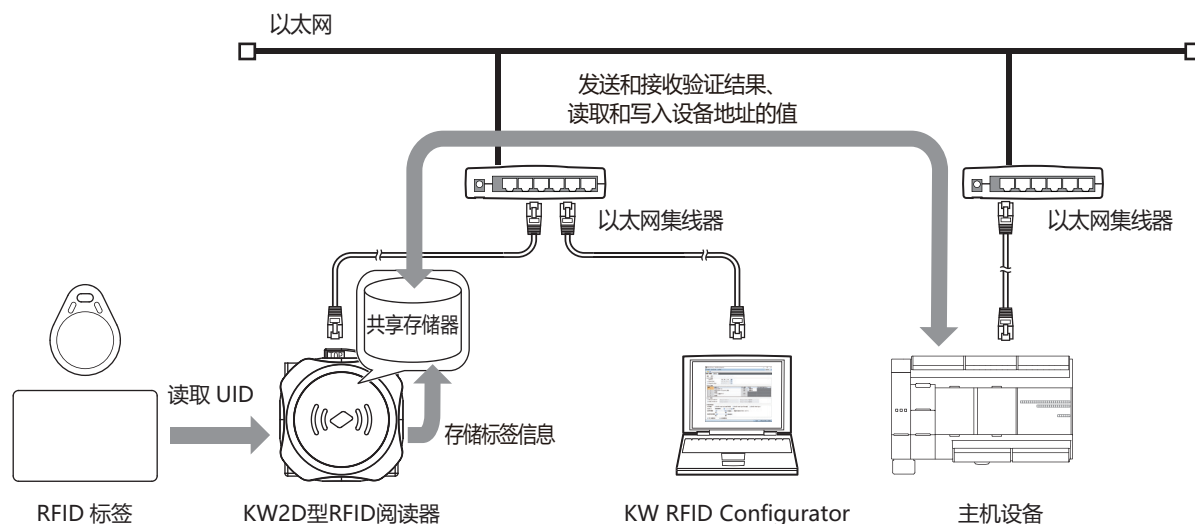 以太网
发送和接收验证结果、
读取和写入设备地址的值
以太网集线器
以太网集线器
共享存储器
读取 UID
存储标签信息
RFID 标签
KW2D型RFID阅读器
KW RFID Configurator
主机设备